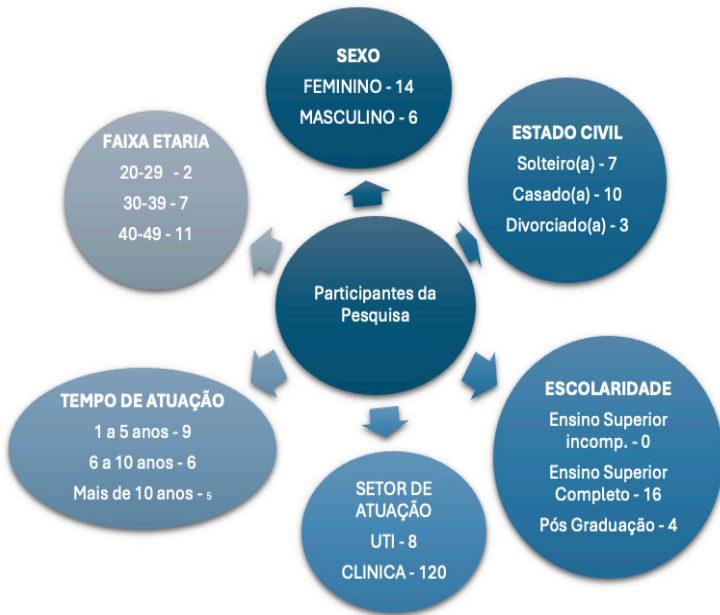 SEXO
FEMININO - 14
MASCULINO - 6
ESTADO CIVIL
Solteiro(a) - 7
Casado(a) - 10
Divorciado(a) - 3
FAIXA ETARIA
20-29 - 2
30-39 - 7
40-49 - 11
Participantes da
Pesquisa
ESCOLARIDADE
Ensino Superior
incomp. - 0
Ensino Superior
Completo - 16
Pós Graduação - 4
TEMPO DE ATUAÇÃO
1 a 5 anos - 9
6 a 10 anos - 6
Mais de 10 anos - 5
SETOR DE
ATUAÇÃO
UTI - 8
CLINICA - 120